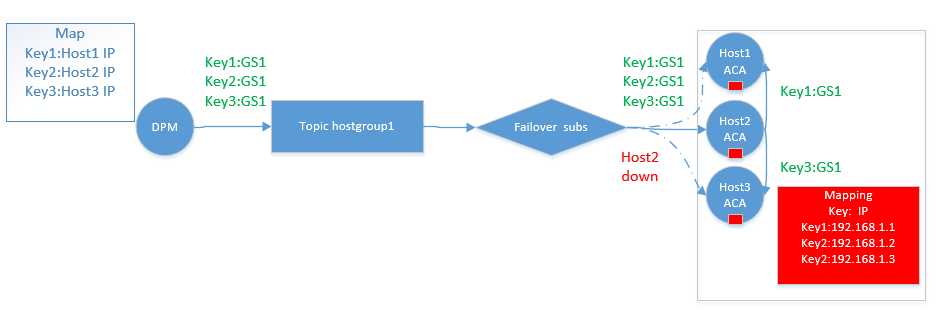 Map
Key1:Host1 IP
Key2:Host2 IP
Key3:Host3 IP
DPM
Key1:GS1
Key2:GS1
Key3:GS1
Topic hostgroup1
Failover subs
Key1:GS1
Key2:GS1
Key3:GS1
Host2
down
Host1
ACA
Host2
ACA
Host3
ACA
Key1:GS1
Key3:GS1
Mapping
Key: IP
Key1:192.168.1.1
Key2:192.168.1.2
Key2:192.168.1.3